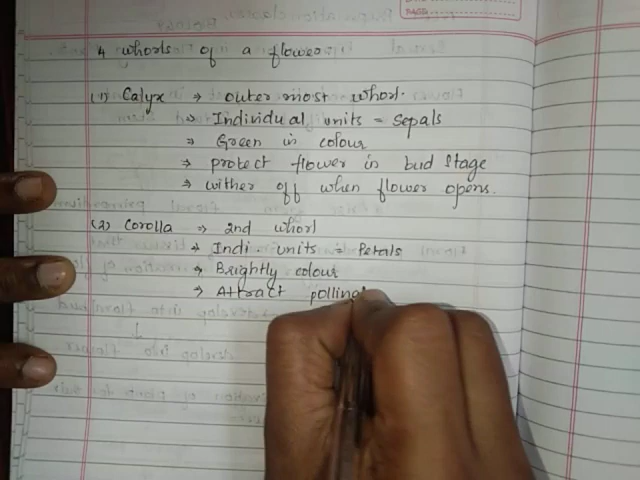 4 whorls of a flower
(1) Calyx → outer most whorl.
→ Individual units = sepals
→ Green in colour
→ protect flower in bud stage
→ wither off when flower opens.
(2) Corolla → 2nd whorl
→ Indi. units = Petals
→ Brightly colour
→ Attract pollina